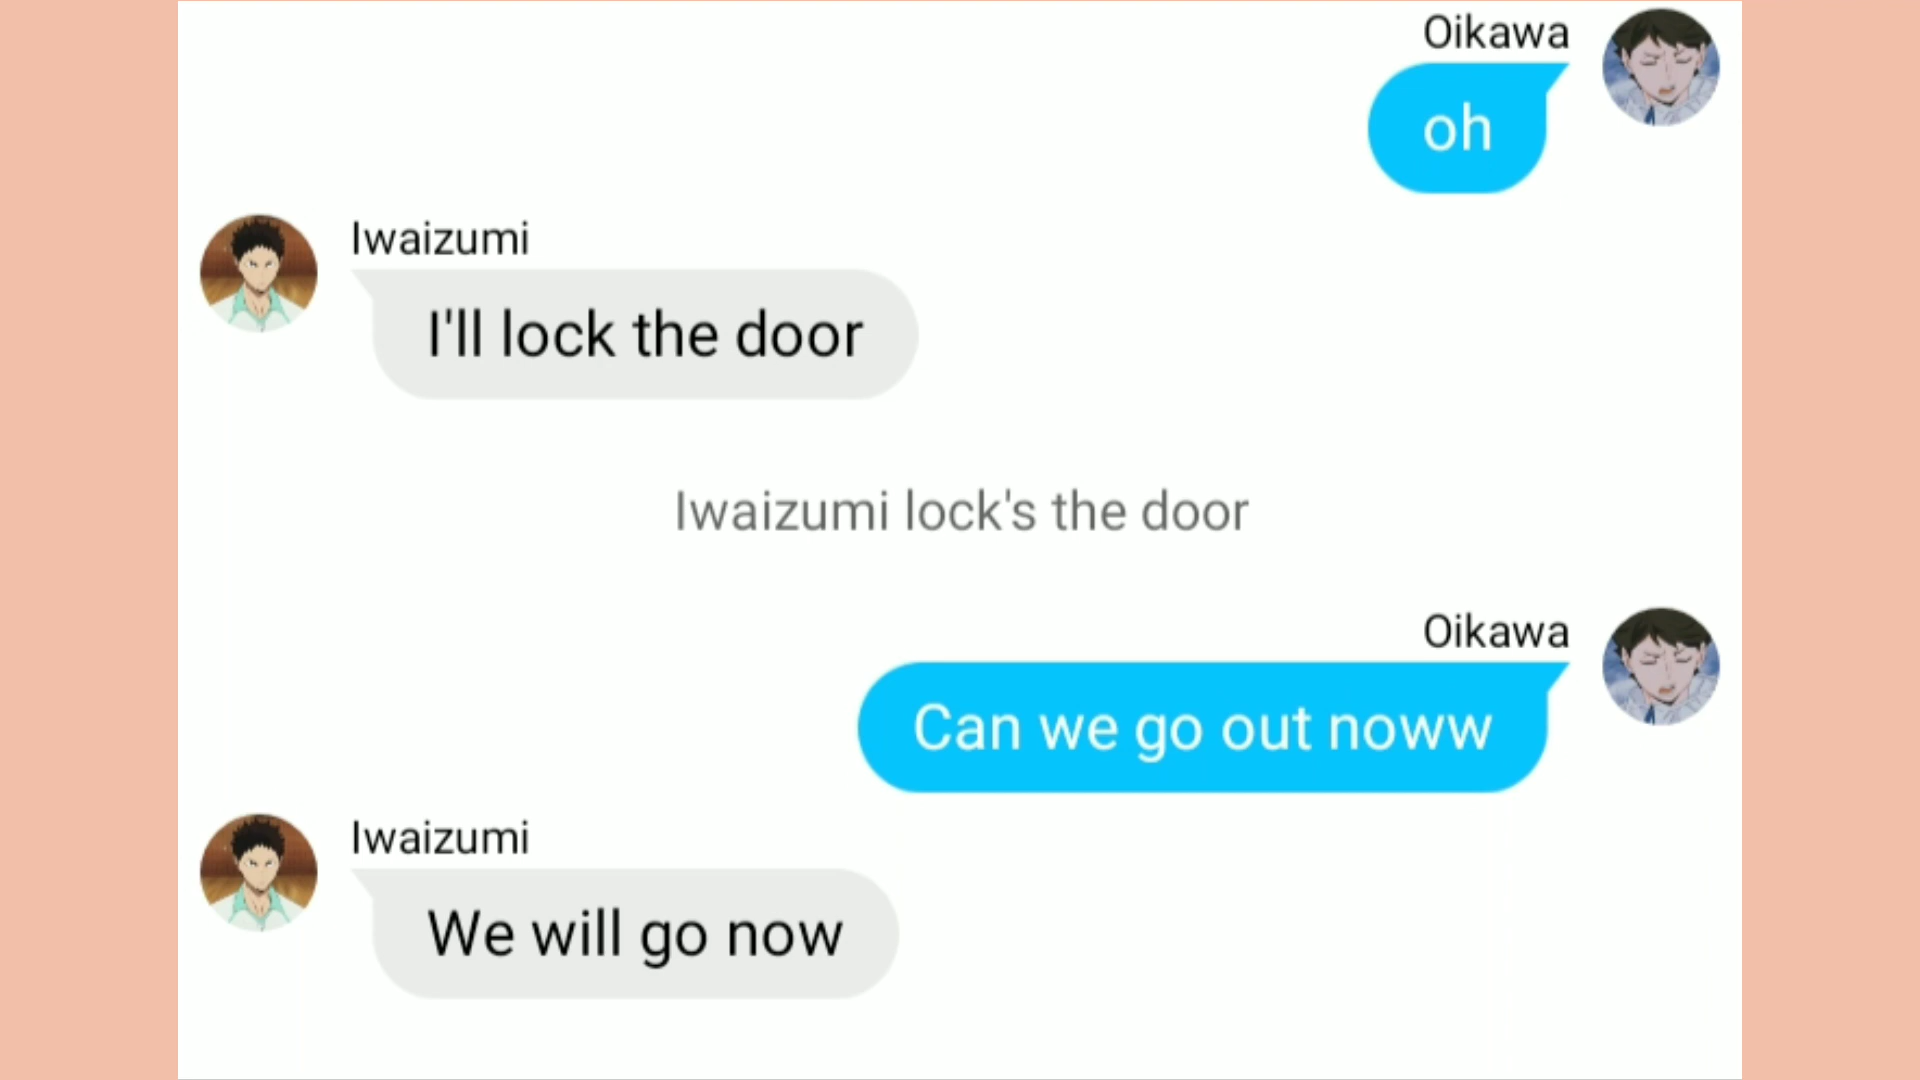 Oikawa
oh
Iwaizumi
I'll lock the door
Iwaizumi lock's the door
Oikawa
Can we go out noww
Iwaizumi
We will go now